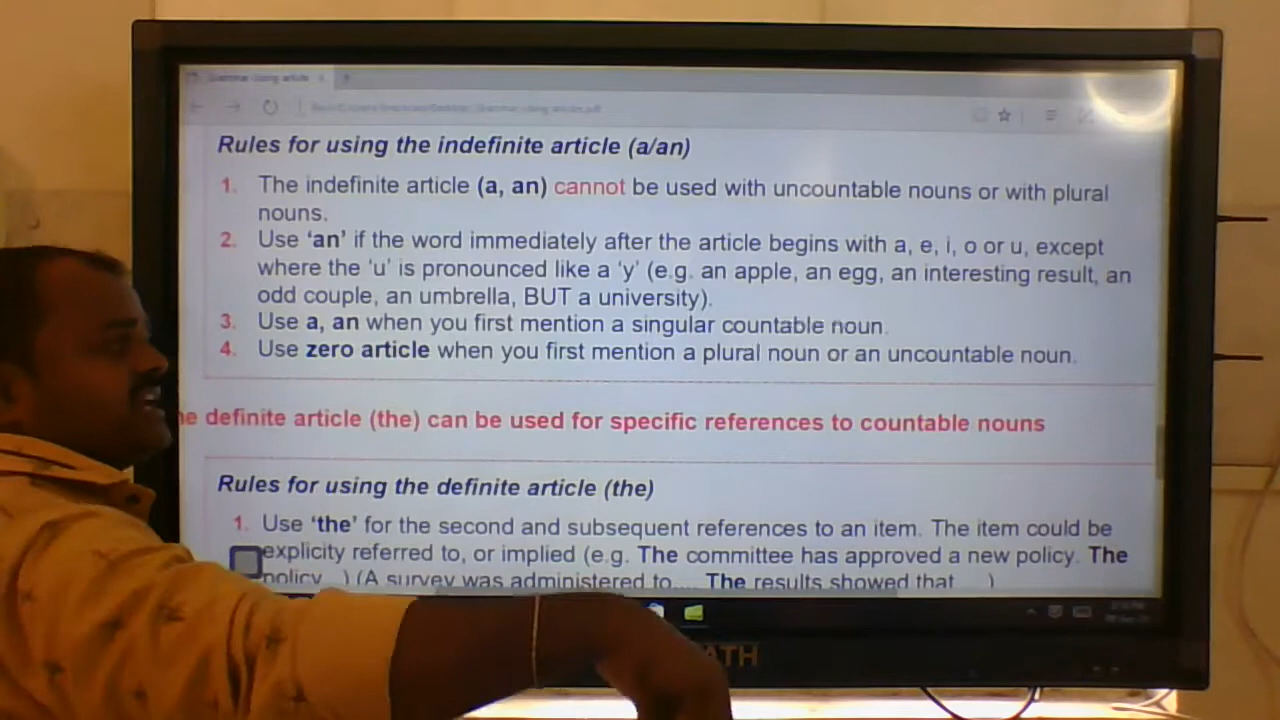 Rules for using the indefinite article (a/an)
1. The indefinite article (a, an) cannot be used with uncountable nouns or with plural
nouns.
2. Use ‘an’ if the word immediately after the article begins with a, e, i, o or u, except
where the ‘u’ is pronounced like a ‘y’ (e.g. an apple, an egg, an interesting result, an
odd couple, an umbrella, BUT a university).
3. Use a, an when you first mention a singular countable noun.
4. Use zero article when you first mention a plural noun or an uncountable noun.
definite article (the) can be used for specific references to countable nouns
Rules for using the definite article (the)
1. Use ‘the’ for the second and subsequent references to an item. The item could be
explicity referred to, or implied (e.g. The committee has approved a new policy. The
policy...) (A survey was administered to.... The results showed that ...)
ATH